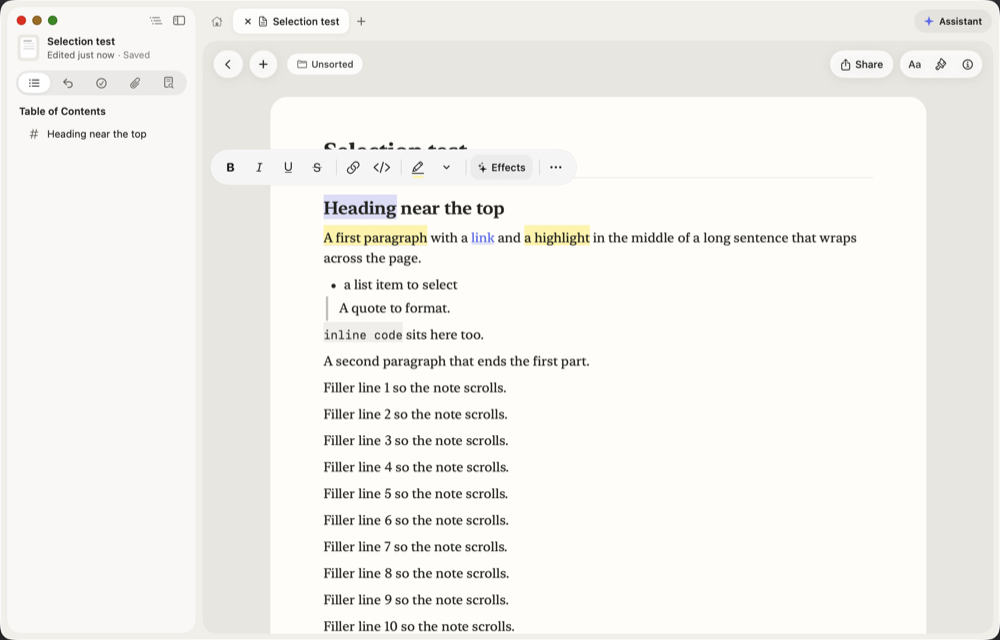 Selection test
Edited just now · Saved
Table of Contents
# Heading near the top
Selection test
Assistant
Unsorted
Share
Aa
Selection test
B I U S </> Effects ...
Heading near the top
A first paragraph with a link and a highlight in the middle of a long sentence that wraps
across the page.
• a list item to select
A quote to format.
inline code sits here too.
A second paragraph that ends the first part.
Filler line 1 so the note scrolls.
Filler line 2 so the note scrolls.
Filler line 3 so the note scrolls.
Filler line 4 so the note scrolls.
Filler line 5 so the note scrolls.
Filler line 6 so the note scrolls.
Filler line 7 so the note scrolls.
Filler line 8 so the note scrolls.
Filler line 9 so the note scrolls.
Filler line 10 so the note scrolls.